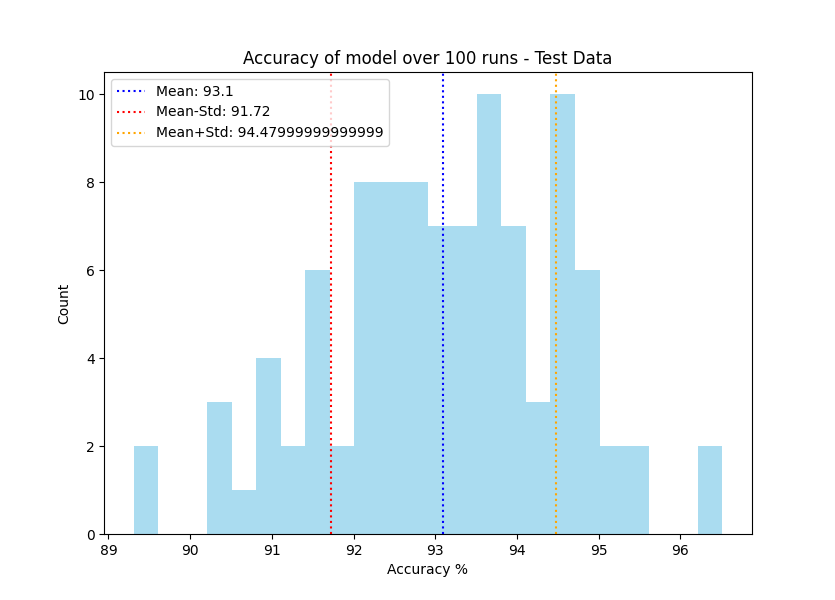 Accuracy of model over 100 runs - Test Data
Mean: 93.1
Mean-Std: 91.72
Mean+Std: 94.47999999999999
10
8
6
4
2
0
Count
89 90 91 92 93 94 95 96
Accuracy %